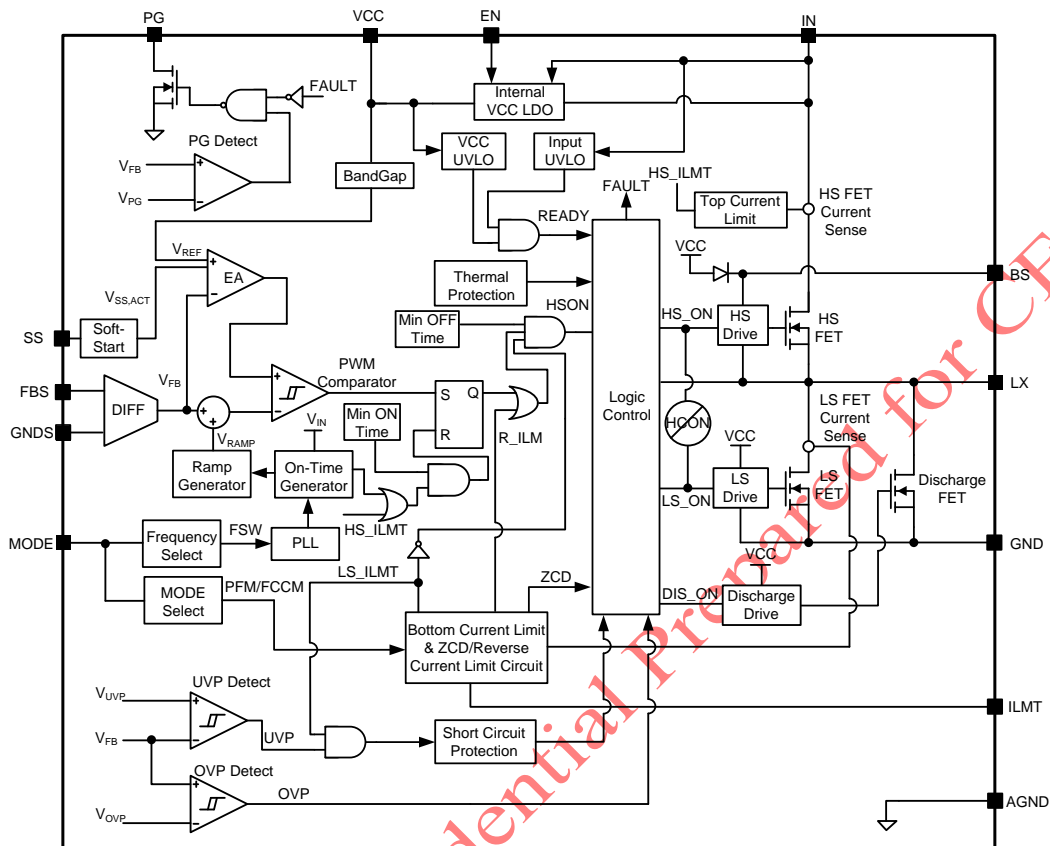 PG
VCC
EN
IN
FAULT
Internal
VCC LDO
PG Detect
VCC
UVLO
Input
UVLO
VFB
BandGap
VPG
HS_ILMT
FAULT
Top Current
Limit
HS FET
Current
Sense
READY
VREF
EA
VCC
BS
Thermal
Protection
VSS,ACT
HSON
SS
Soft-
Start
Min OFF
Time
HS_ON
HS
Drive
HS
FET
PWM
Comparator
FBS
VFB
LX
DIFF
S
Q
Logic
Control
LS FET
Current
Sense
GNDS
Min ON
Time
R
R_ILM
HCON
VIN
VRAMP
VCC
Ramp
Generator
On-Time
Generator
LS
Drive
LS
FET
Discharge
FET
LS_ON
HS_ILMT
MODE
Frequency
Select
FSW
PLL
GND
VCC
LS_ILMT
ZCD
MODE
Select
PFM/FCCM
DIS_ON
Discharge
Drive
Bottom Current Limit
& ZCD/Reverse
Current Limit Circuit
UVP Detect
VUVP
ILMT
VFB
UVP
Short Circuit
Protection
OVP Detect
OVP
AGND
VOVP
dential Prepared for